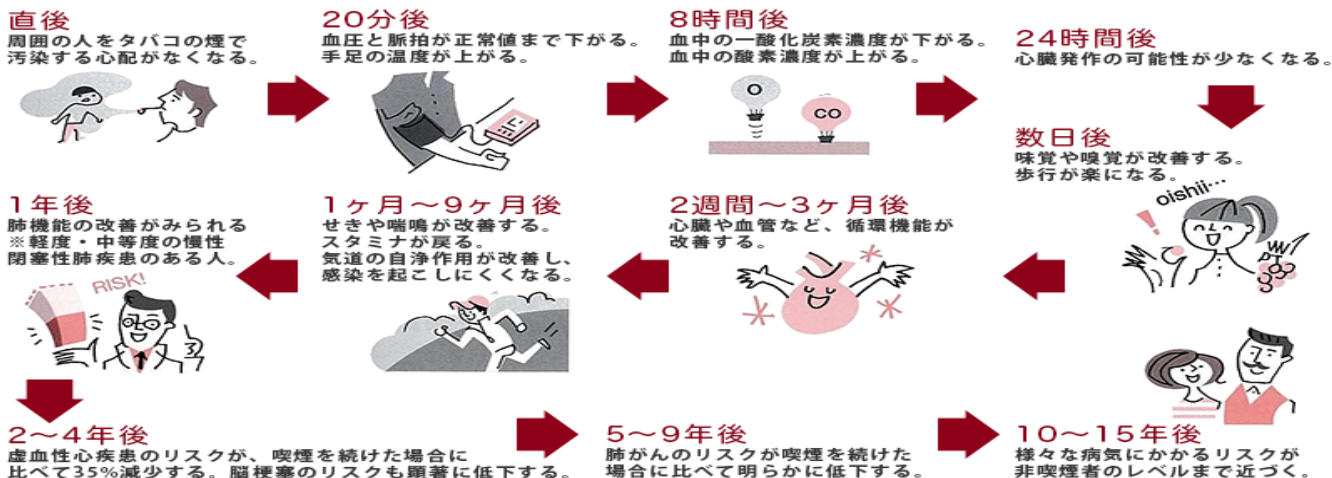 直後
周囲の人をタバコの煙で
汚染する心配がなくなる。
20分後
血圧と脈拍が正常値まで下がる。
手足の温度が上がる。
8時間後
血中の一酸化炭素濃度が下がる。
血中の酸素濃度が上がる。
O
CO
24時間後
心臓発作の可能性が少なくなる。
数日後
味覚や嗅覚が改善する。
歩行が楽になる。
oishii…
2週間～3ヶ月後
心臓や血管など、循環機能が
改善する。
1ヶ月～9ヶ月後
せきや喘鳴が改善する。
スタミナが戻る。
気道の自浄作用が改善し、
感染を起こしにくくなる。
1年後
肺機能の改善がみられる
※軽度・中等度の慢性
閉塞性肺疾患のある人。
RISK!
2～4年後
虚血性心疾患のリスクが、喫煙を続けた場合に
比べて35%減少する。脳梗塞のリスクも顕著に低下する。
5～9年後
肺がんのリスクが喫煙を続けた
場合に比べて明らかに低下する。
10～15年後
様々な病気にかかるリスクが
非喫煙者のレベルまで近づく。